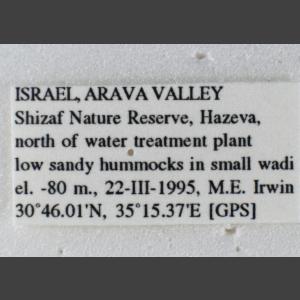 ISRAEL, ARAVA VALLEY
Shizaf Nature Reserve, Hazeva,
north of water treatment plant
low sandy hummocks in small wadi
el. -80 m., 22-III-1995, M.E. Irwin
30°46.01'N, 35°15.37'E [GPS]